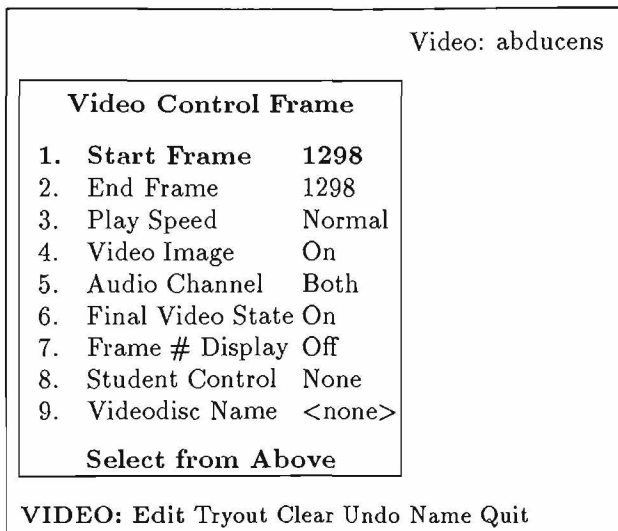 Video: abducens
Video Control Frame
1. Start Frame 1298
2. End Frame 1298
3. Play Speed Normal
4. Video Image On
5. Audio Channel Both
6. Final Video State On
7. Frame # Display Off
8. Student Control None
9. Videodisc Name <none>
Select from Above
VIDEO: Edit Tryout Clear Undo Name Quit